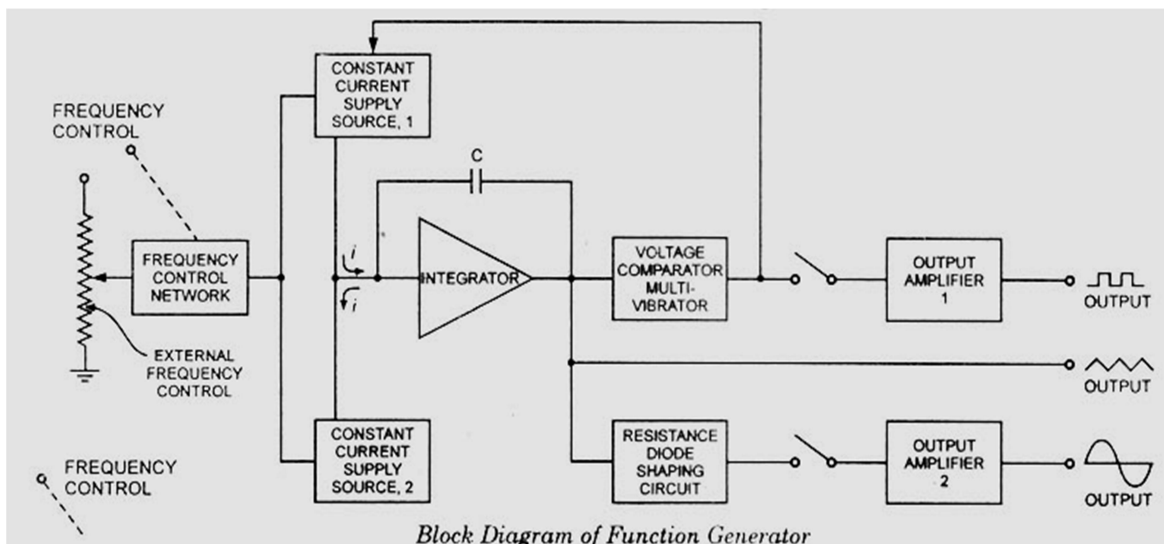 CONSTANT
CURRENT
SUPPLY
SOURCE, 1
FREQUENCY
CONTROL
C
FREQUENCY
CONTROL
NETWORK
i
i
INTEGRATOR
VOLTAGE
COMPARATOR
MULTI-
VIBRATOR
OUTPUT
AMPLIFIER
1
OUTPUT
EXTERNAL
FREQUENCY
CONTROL
OUTPUT
CONSTANT
CURRENT
SUPPLY
SOURCE, 2
RESISTANCE
DIODE
SHAPING
CIRCUIT
OUTPUT
AMPLIFIER
2
OUTPUT
FREQUENCY
CONTROL
Block Diagram of Function Generator